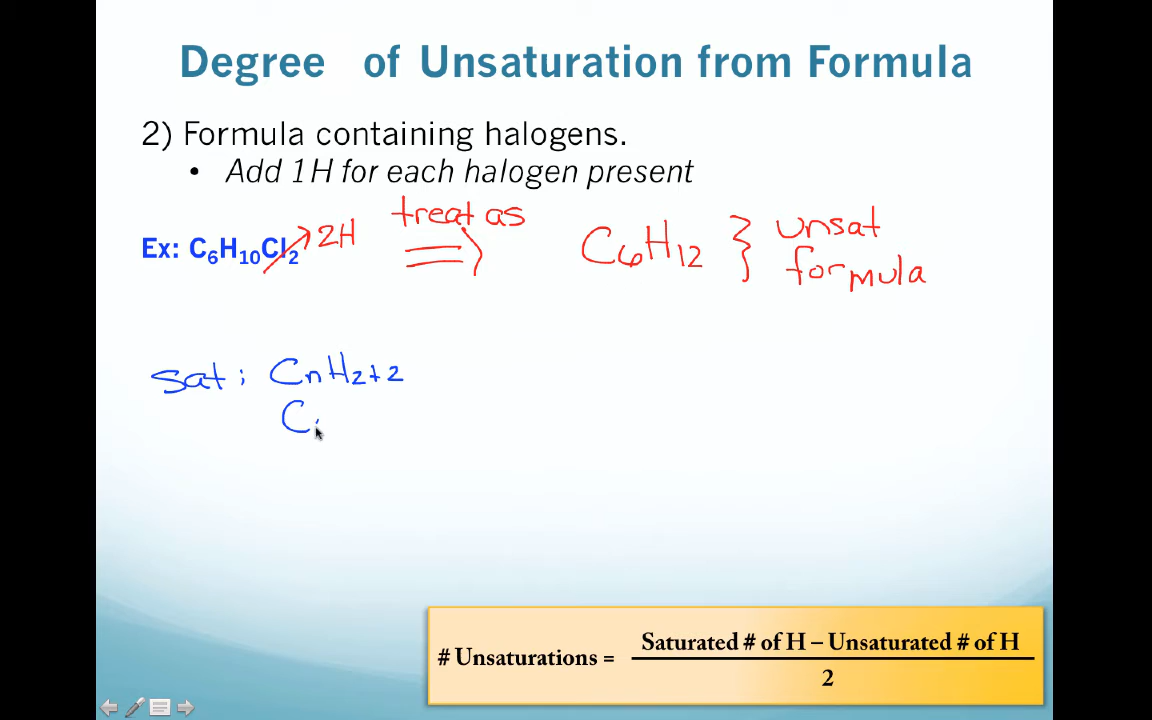 Degree of Unsaturation from Formula
2) Formula containing halogens.
• Add 1H for each halogen present
treat as
Ex: C₆H₁₀Cl₂ 2H ⇒ C₆H₁₂ } unsat
formula
Sat: CnH2+2
C
# Unsaturations = Saturated # of H – Unsaturated # of H
2